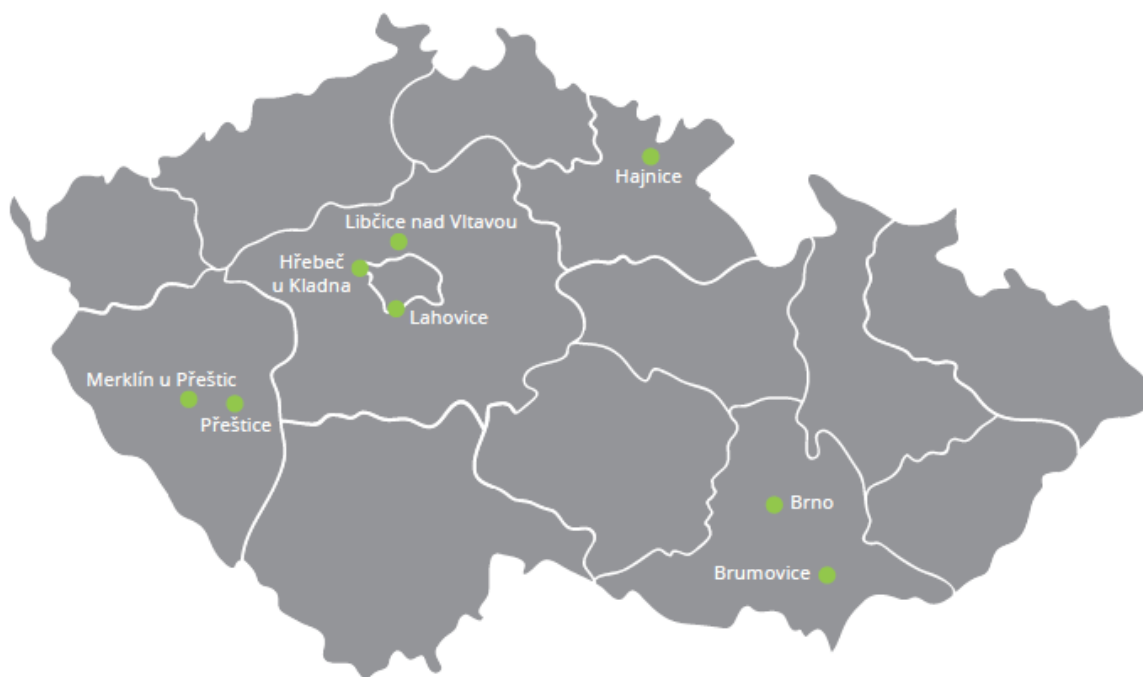 Hajnice
Libčice nad Vltavou
Hřebeč
u Kladna
Lahovice
Merklín u Přeštic
Přeštice
Brno
Brumovice